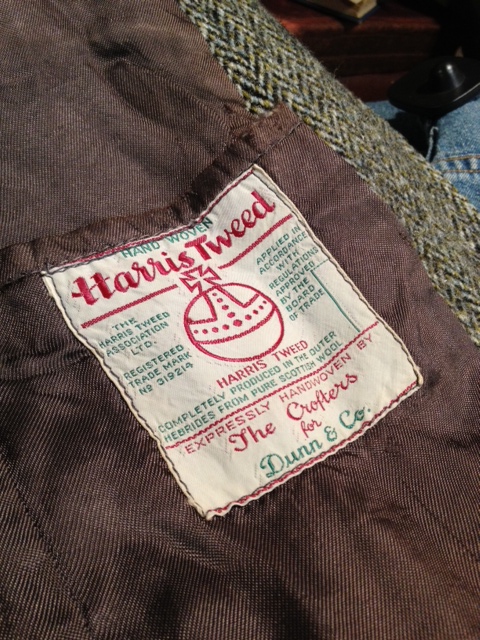 HAND WOVEN
Harris Tweed
THE
HARRIS TWEED
ASSOCIATION
LTD.
REGISTERED
TRADE MARK
No 319214
APPLIED IN
ACCORDANCE
WITH
REGULATIONS
APPROVED
BY THE
BOARD
OF TRADE
HARRIS TWEED
COMPLETELY PRODUCED IN THE OUTER
HEBRIDES FROM PURE SCOTTISH WOOL
EXPRESSLY HANDWOVEN BY
The Crofters
for
Dunn & Co.